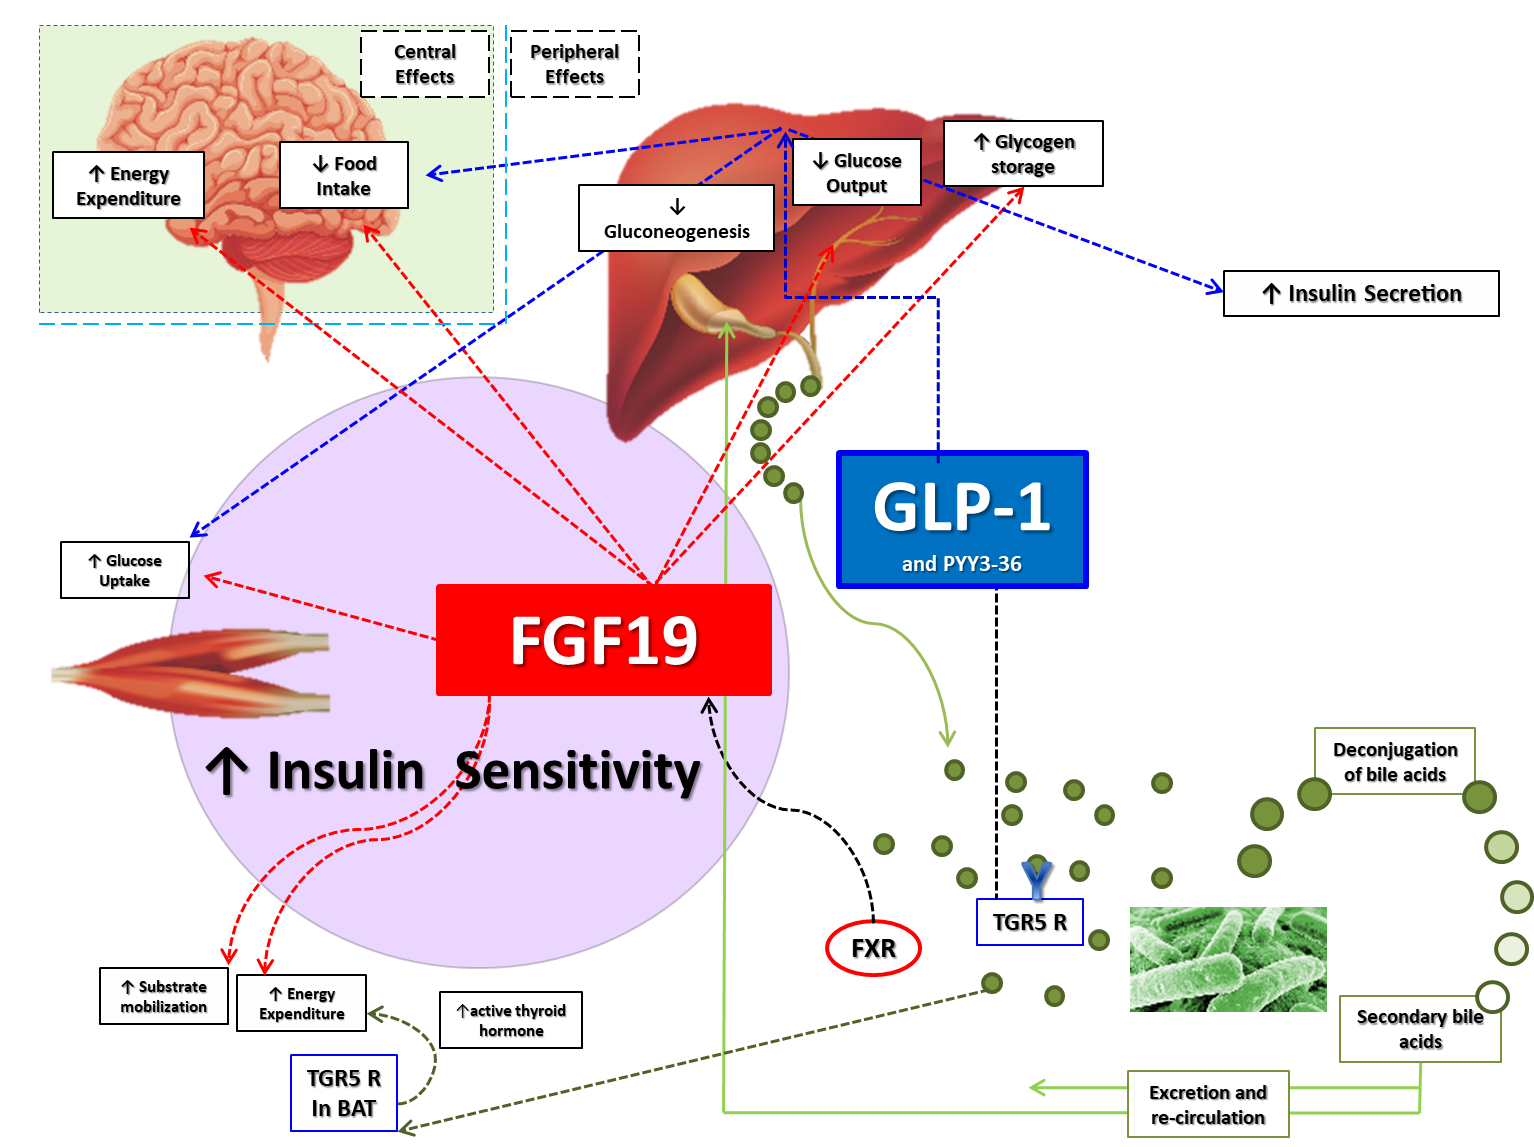 Central
Effects
Peripheral
Effects
↑ Energy
Expenditure
↓ Food
Intake
↓
Gluconeogenesis
↓ Glucose
Output
↑ Glycogen
storage
↑ Insulin Secretion
GLP-1
and PYY3-36
↑ Glucose
Uptake
FGF19
↑ Insulin Sensitivity
Deconjugation
of bile acids
TGR5 R
FXR
↑ Substrate
mobilization
↑ Energy
Expenditure
↑active thyroid
hormone
Secondary bile
acids
TGR5 R
In BAT
Excretion and
re-circulation